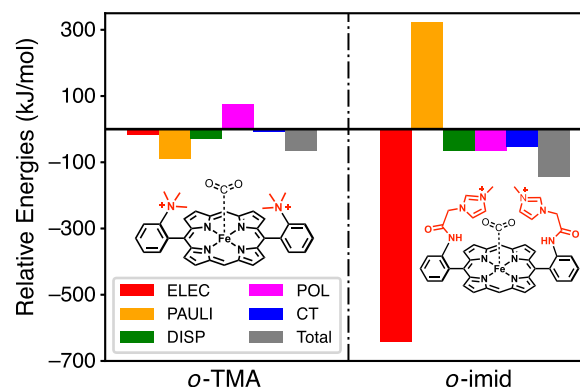 Relative Energies (kJ/mol)
300
100
−100
−300
−500
−700
O
C
O
N
+
N
+
N
N
N
N
Fe
N
+
N
+
N
N
O
C
O
O
NH
O
HN
N
N
N
N
Fe
ELEC
PAULI
DISP
POL
CT
Total
o-TMA
o-imid